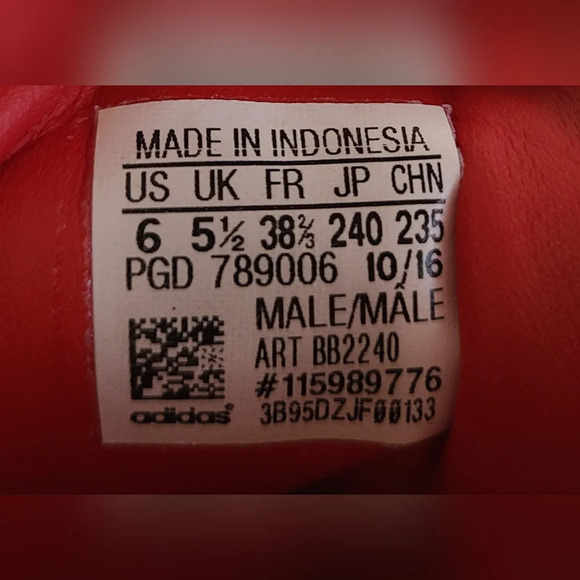 MADE IN INDONESIA
US UK FR JP CHN
6 5½ 38⅔ 240 235
PGD 789006 10/16
MALE/MÂLE
ART BB2240
#115989776
adidas® 3B95DZJF00133